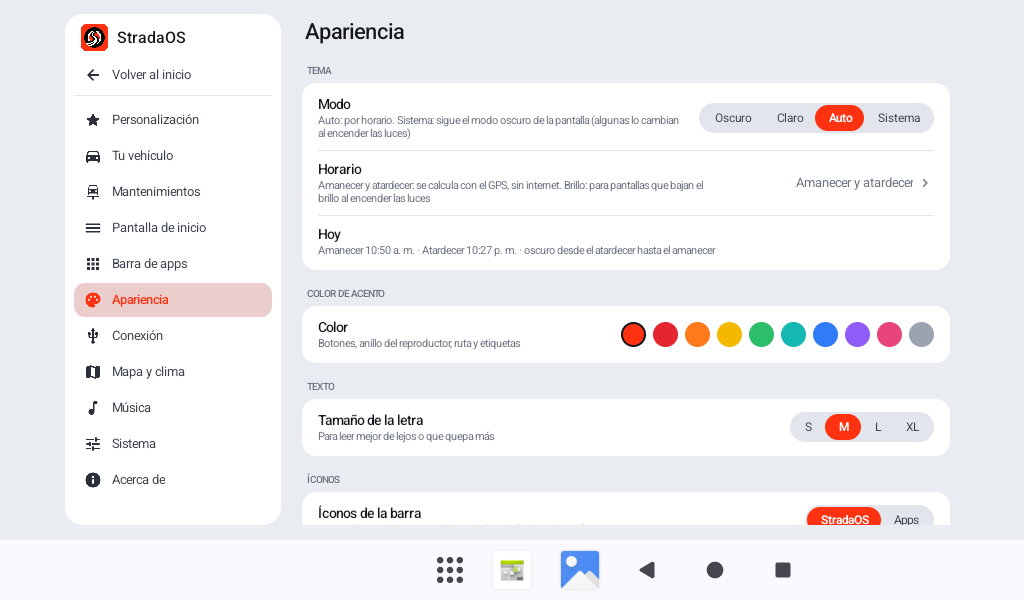 StradaOS
Volver al inicio
Personalización
Tu vehículo
Mantenimientos
Pantalla de inicio
Barra de apps
Apariencia
Conexión
Mapa y clima
Música
Sistema
Acerca de
Apariencia
TEMA
Modo
Auto: por horario. Sistema: sigue el modo oscuro de la pantalla (algunas lo cambian
al encender las luces)
Oscuro Claro Auto Sistema
Horario
Amanecer y atardecer: se calcula con el GPS, sin internet. Brillo: para pantallas que bajan el
brillo al encender las luces
Amanecer y atardecer
Hoy
Amanecer 10:50 a. m. · Atardecer 10:27 p. m. · oscuro desde el atardecer hasta el amanecer
COLOR DE ACENTO
Color
Botones, anillo del reproductor, ruta y etiquetas
TEXTO
Tamaño de la letra
Para leer mejor de lejos o que quepa más
S M L XL
ÍCONOS
Íconos de la barra
StradaOS Apps